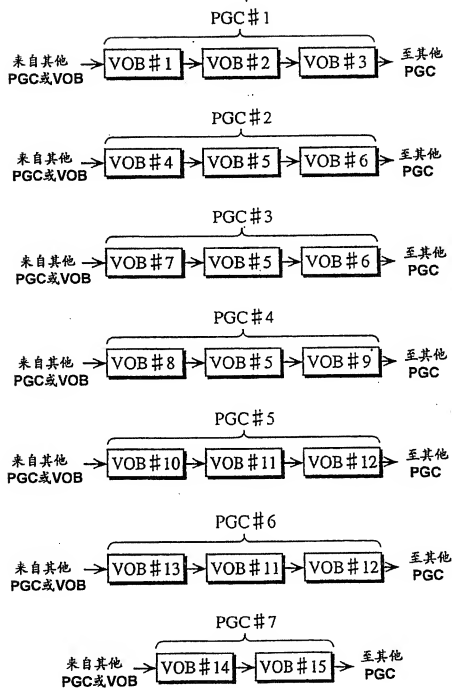 PGC#1
来自其他 VOB#1 VOB#2 VOB#3 至其他
PGC或VOB PGC
PGC#2
来自其他 VOB#4 VOB#5 VOB#6 至其他
PGC或VOB PGC
PGC#3
来自其他 VOB#7 VOB#5 VOB#6 至其他
PGC或VOB PGC
PGC#4
来自其他 VOB#8 VOB#5 VOB#9 至其他
PGC或VOB PGC
PGC#5
来自其他 VOB#10 VOB#11 VOB#12 至其他
PGC或VOB PGC
PGC#6
来自其他 VOB#13 VOB#11 VOB#12 至其他
PGC或VOB PGC
PGC#7
来自其他 VOB#14 VOB#15 至其他
PGC或VOB PGC